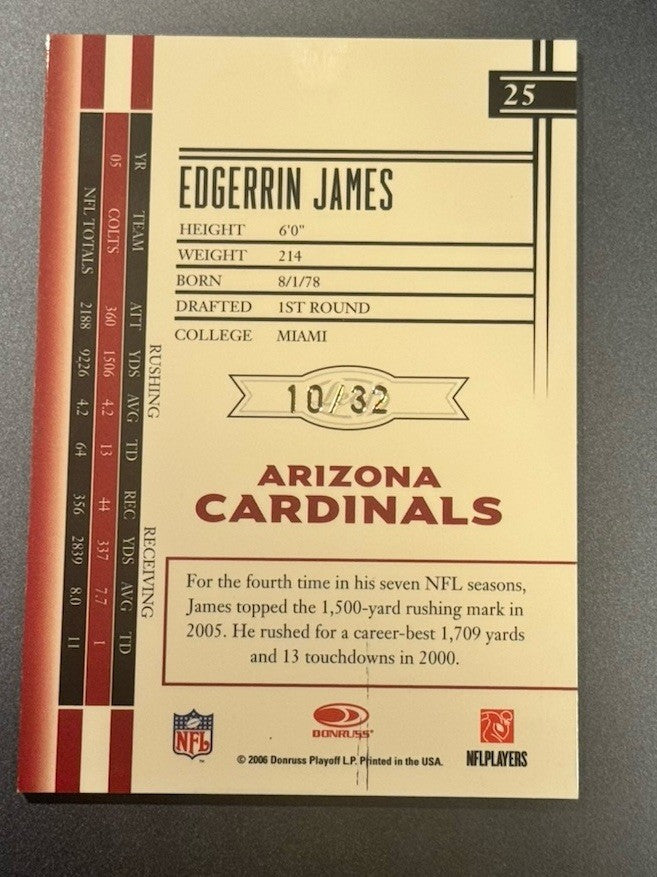 25
EDGERRIN JAMES
HEIGHT 6'0"
WEIGHT 214
BORN 8/1/78
DRAFTED 1ST ROUND
COLLEGE MIAMI
10/32
ARIZONA
CARDINALS
For the fourth time in his seven NFL seasons,
James topped the 1,500-yard rushing mark in
2005. He rushed for a career-best 1,709 yards
and 13 touchdowns in 2000.
NFL
DONRUSS
© 2006 Donruss Playoff L.P. Printed in the USA.
NFLPLAYERS
RUSHING RECEIVING
YR TEAM ATT YDS AVG TD REC YDS AVG TD
05 COLTS 360 1506 4.2 13 44 337 7.7 1
NFL TOTALS 2188 9226 4.2 64 356 2839 8.0 11